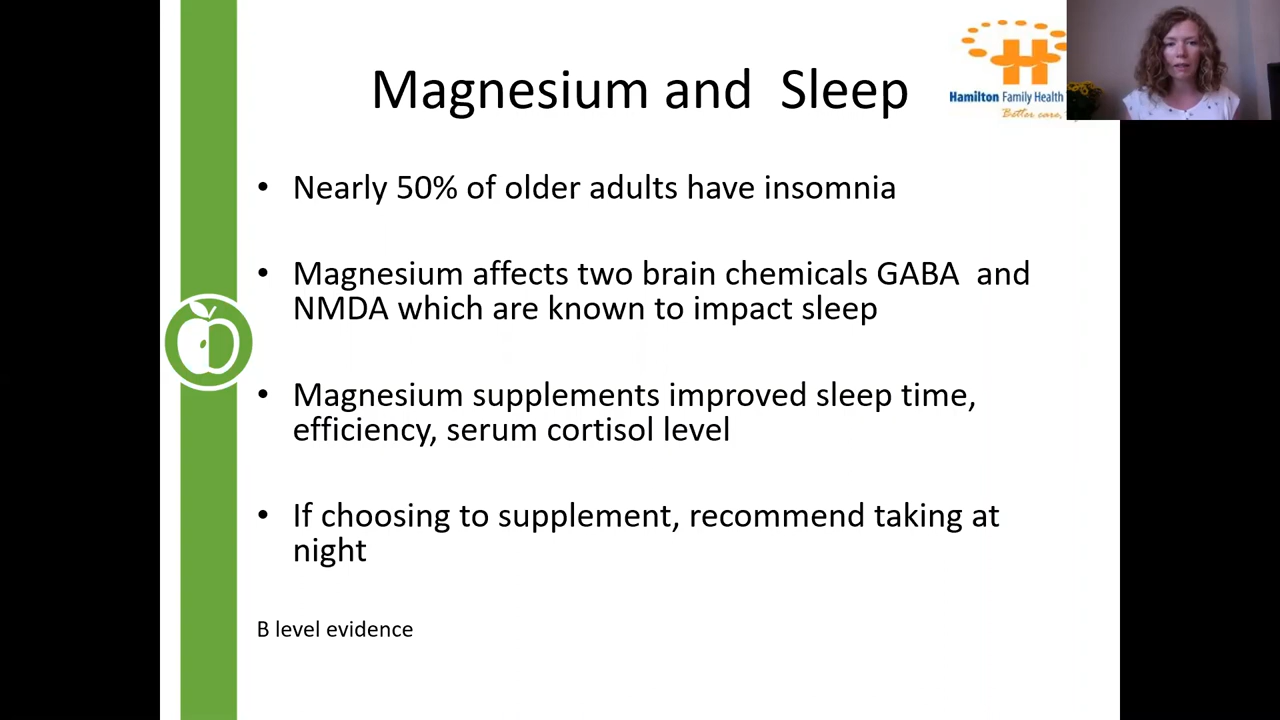 Magnesium and  Sleep
Hamilton Family Health
Better care,
• Nearly 50% of older adults have insomnia
• Magnesium affects two brain chemicals GABA  and
NMDA which are known to impact sleep
• Magnesium supplements improved sleep time,
efficiency, serum cortisol level
• If choosing to supplement, recommend taking at
night
B level evidence